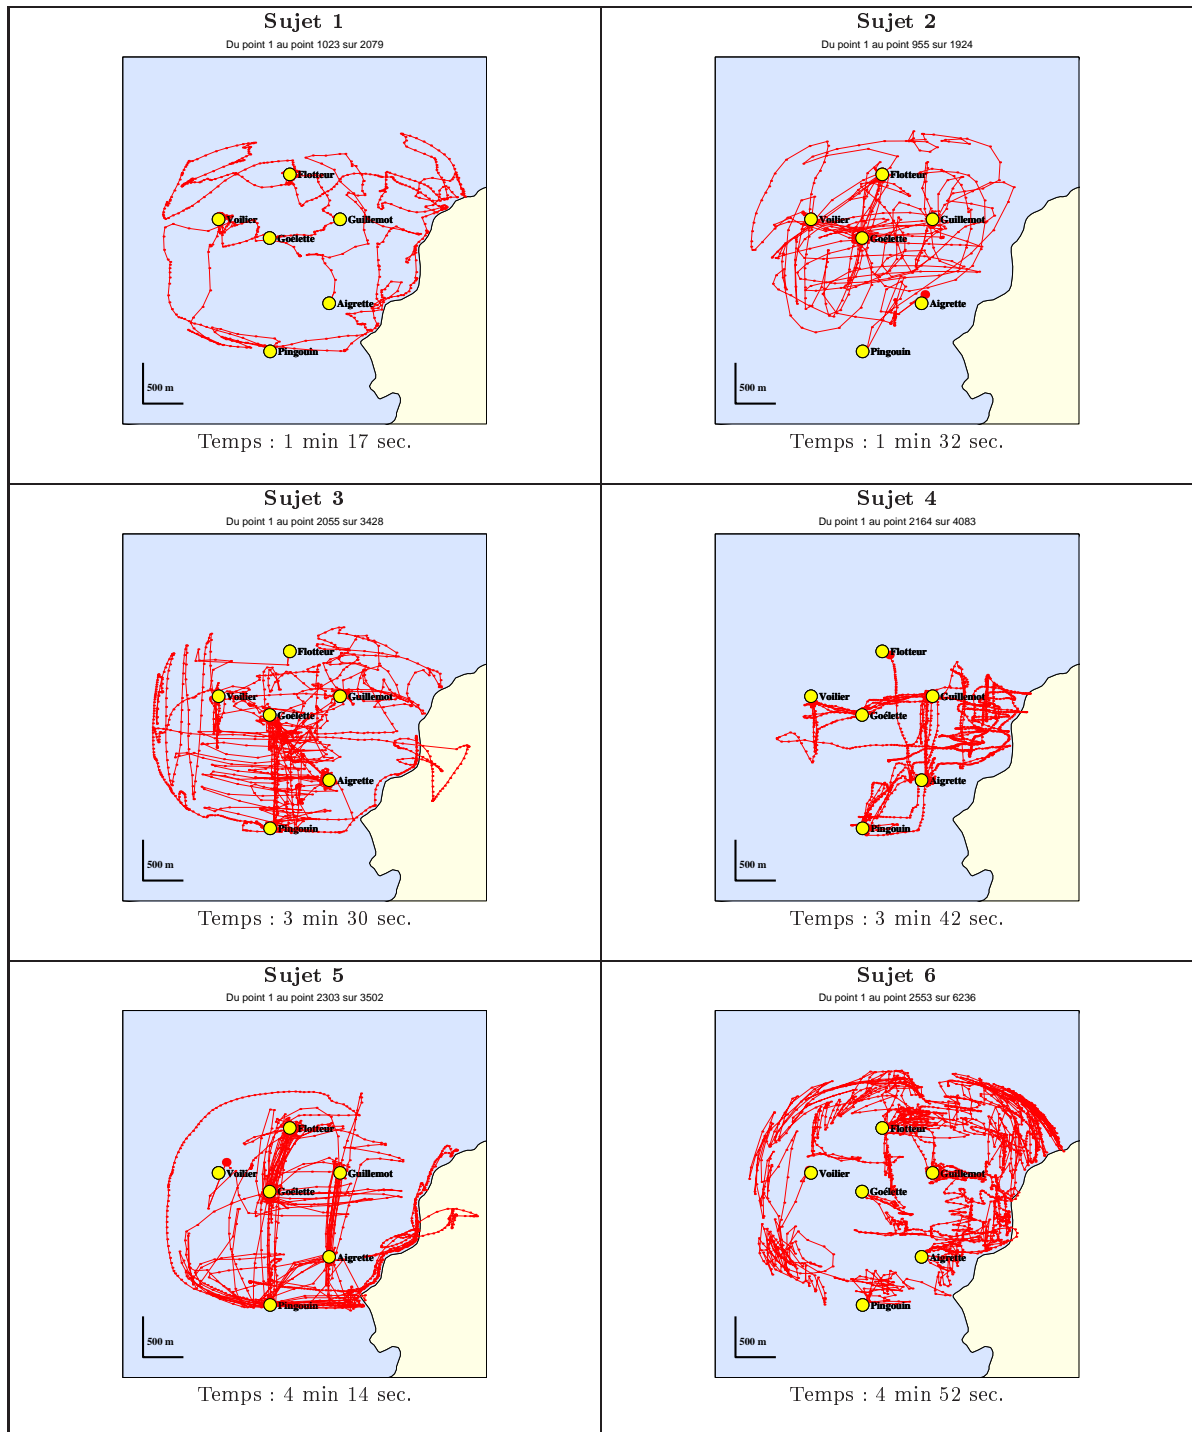 Sujet 1
Du point 1 au point 1023 sur 2079
Flotteur
Voilier
Guillemot
Goélette
Aigrette
Pingouin
500 m
Temps : 1 min 17 sec.
Sujet 2
Du point 1 au point 955 sur 1924
Flotteur
Voilier
Guillemot
Goélette
Aigrette
Pingouin
500 m
Temps : 1 min 32 sec.
Sujet 3
Du point 1 au point 2055 sur 3428
Flotteur
Voilier
Guillemot
Goélette
Aigrette
Pingouin
500 m
Temps : 3 min 30 sec.
Sujet 4
Du point 1 au point 2164 sur 4083
Flotteur
Voilier
Guillemot
Goélette
Aigrette
Pingouin
500 m
Temps : 3 min 42 sec.
Sujet 5
Du point 1 au point 2303 sur 3502
Flotteur
Voilier
Guillemot
Goélette
Aigrette
Pingouin
500 m
Temps : 4 min 14 sec.
Sujet 6
Du point 1 au point 2553 sur 6236
Flotteur
Voilier
Guillemot
Goélette
Aigrette
Pingouin
500 m
Temps : 4 min 52 sec.